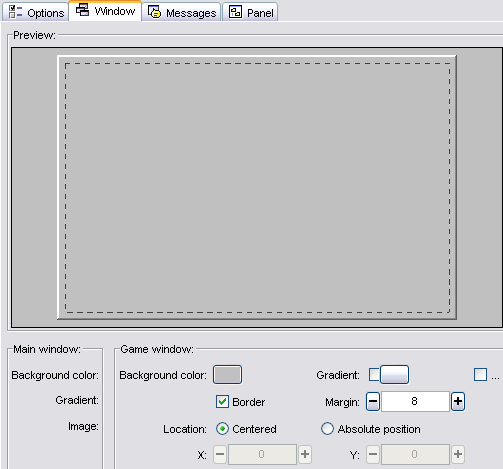 Options Window Messages Panel
Preview:
Main window: Game window:
Background color: Background color: Gradient: ...
Gradient: Border Margin: 8
Image: Location: Centered Absolute position
X: 0 Y: 0